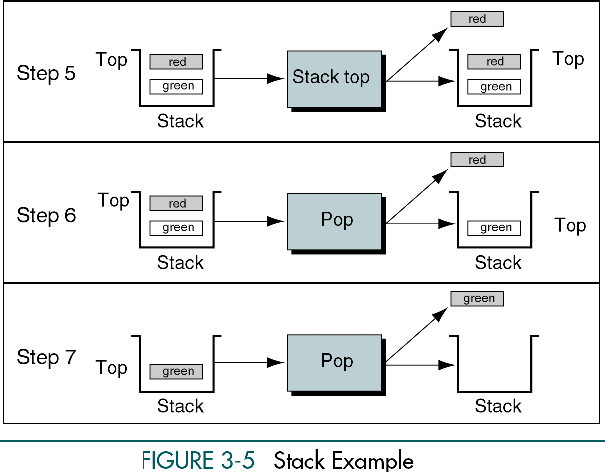 Step 5
Top
red
green
Stack
Stack top
red
red
green
Top
Stack
Step 6
Top
red
green
Stack
Pop
red
green
Top
Stack
Step 7
Top
green
Stack
Pop
green
Stack
FIGURE 3-5 Stack Example